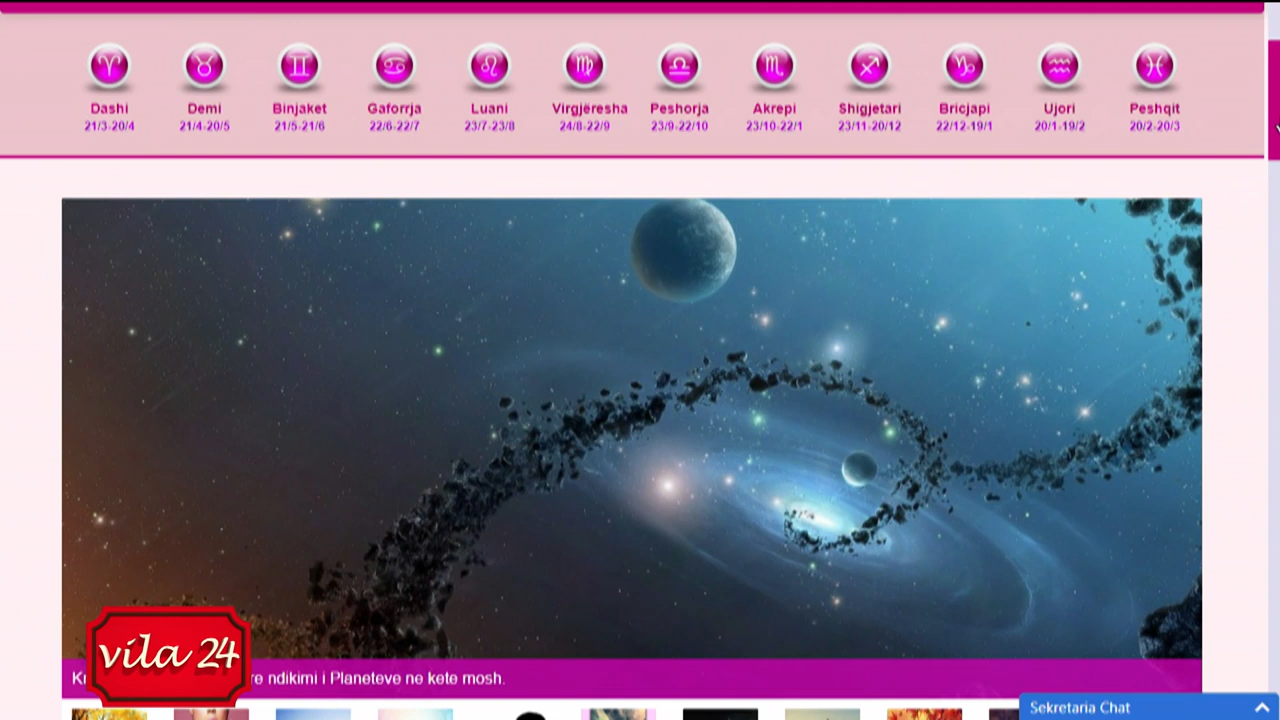 Dashi Demi Binjaket Gaforrja Luani Virgjëresha Peshorja Akrepi Shigjetari Bricjapi Ujori Peshqit
21/3-20/4 21/4-20/5 21/5-21/6 22/6-22/7 23/7-23/8 24/8-22/9 23/9-22/10 23/10-22/1 23/11-20/12 22/12-19/1 20/1-19/2 20/2-20/3
vila 24
ndikimi i Planeteve ne kete mosh.
Sekretaria Chat